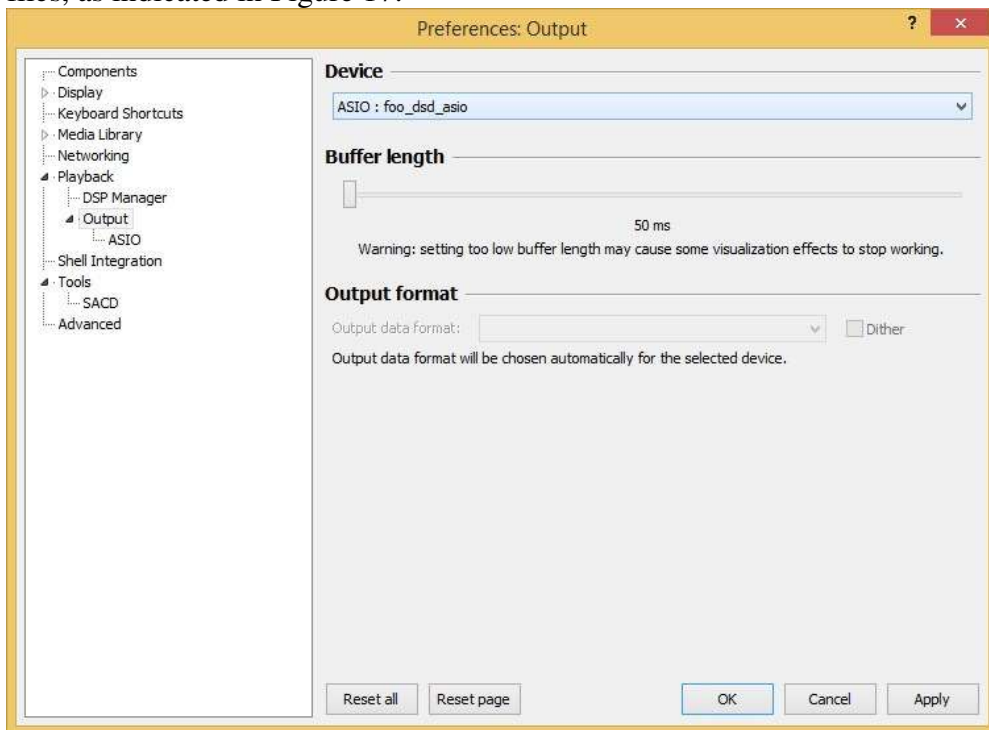 files, as indicated in Figure 17.
Preferences: Output
?
×
Components
Display
Keyboard Shortcuts
Media Library
Networking
Playback
DSP Manager
Output
ASIO
Shell Integration
Tools
SACD
Advanced
Device
ASIO : foo_dsd_asio
Buffer length
50 ms
Warning: setting too low buffer length may cause some visualization effects to stop working.
Output format
Output data format:
Dither
Output data format will be chosen automatically for the selected device.
Reset all
Reset page
OK
Cancel
Apply